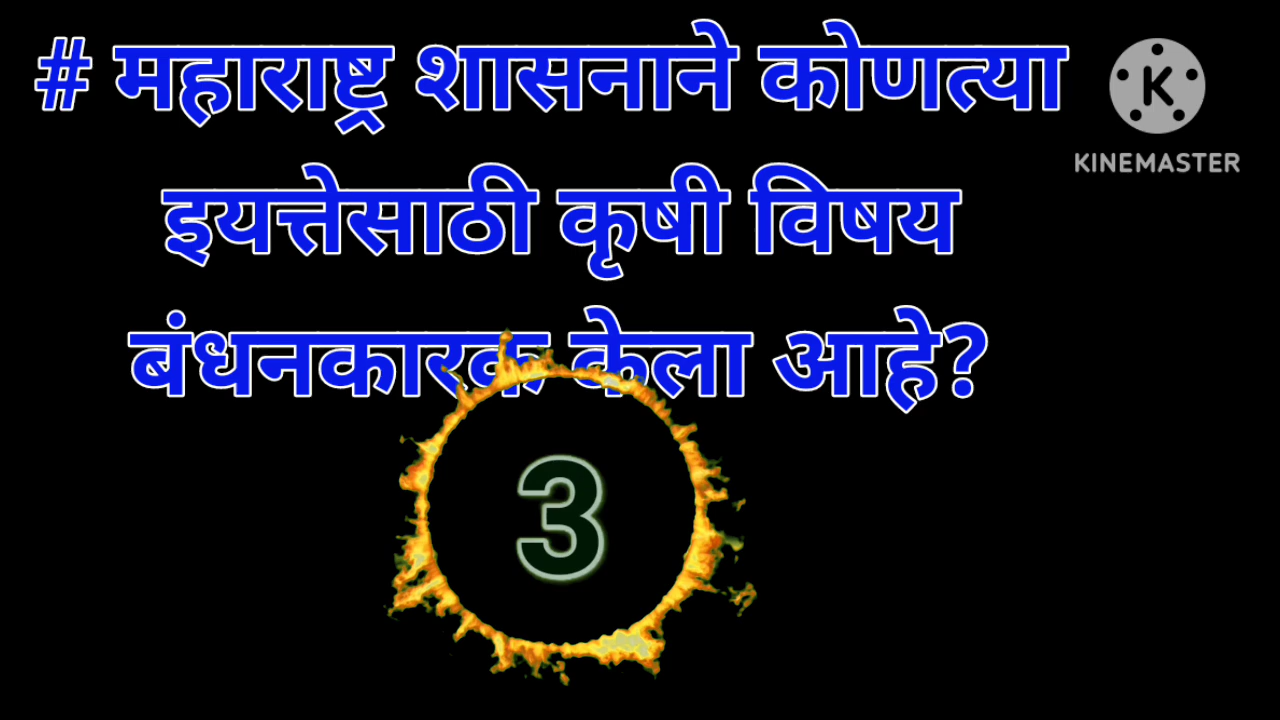 # महाराष्ट्र शासनाने कोणत्या
इयत्तेसाठी कृषी विषय
बंधनकारक केला आहे?
3
K
KINEMASTER